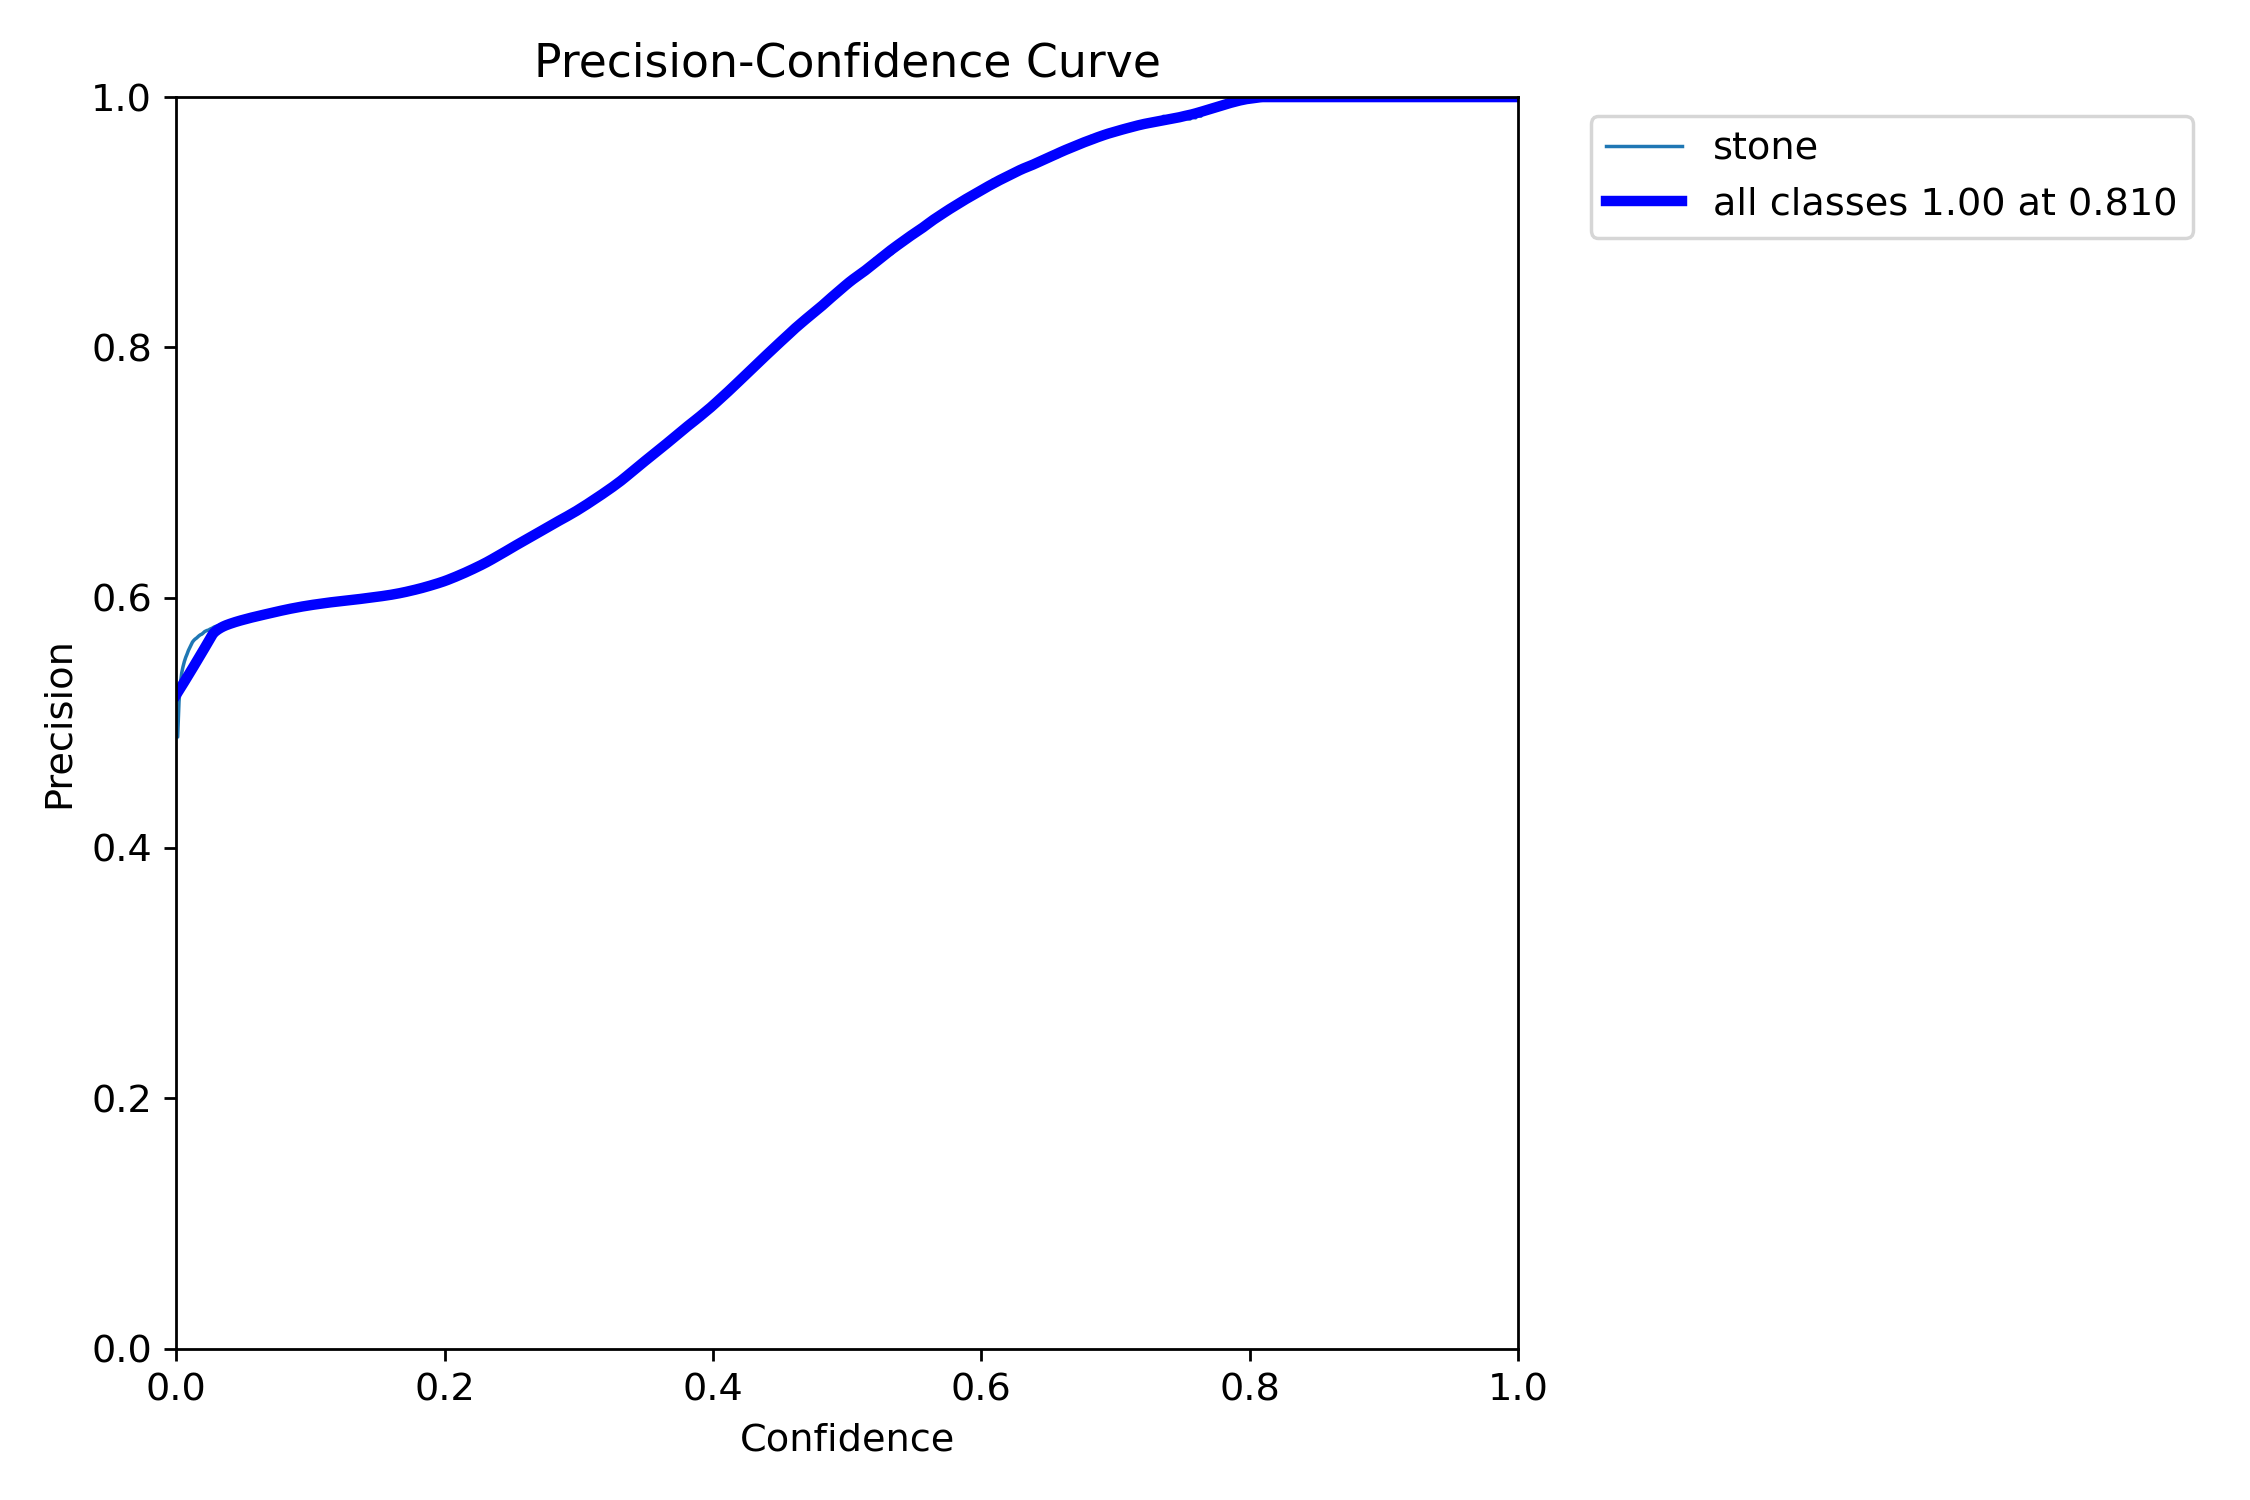 Precision-Confidence Curve
1.0
0.8
0.6
0.4
0.2
0.0
Precision
0.0 0.2 0.4 0.6 0.8 1.0
Confidence
stone
all classes 1.00 at 0.810